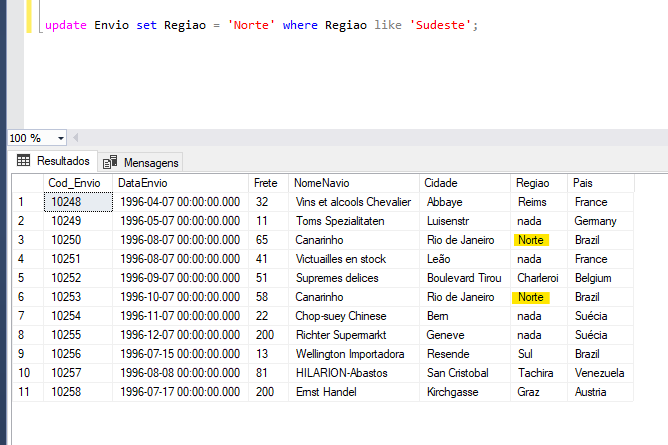 update Envio set Regiao = 'Norte' where Regiao like 'Sudeste';
100 %
Resultados Mensagens
Cod_Envio DataEnvio Frete NomeNavio Cidade Regiao Pais
1 10248 1996-04-07 00:00:00.000 32 Vins et alcools Chevalier Abbaye Reims France
2 10249 1996-05-07 00:00:00.000 11 Toms Spezialitaten Luisenstr nada Germany
3 10250 1996-08-07 00:00:00.000 65 Canarinho Rio de Janeiro Norte Brazil
4 10251 1996-08-07 00:00:00.000 41 Victuailles en stock Leão nada France
5 10252 1996-09-07 00:00:00.000 51 Supremes delices Boulevard Tirou Charleroi Belgium
6 10253 1996-10-07 00:00:00.000 58 Canarinho Rio de Janeiro Norte Brazil
7 10254 1996-11-07 00:00:00.000 22 Chop-suey Chinese Bern nada Suécia
8 10255 1996-12-07 00:00:00.000 200 Richter Supermarkt Geneve nada Suécia
9 10256 1996-07-15 00:00:00.000 13 Wellington Importadora Resende Sul Brazil
10 10257 1996-08-08 00:00:00.000 81 HILARION-Abastos San Cristobal Tachira Venezuela
11 10258 1996-07-17 00:00:00.000 200 Ernst Handel Kirchgasse Graz Austria